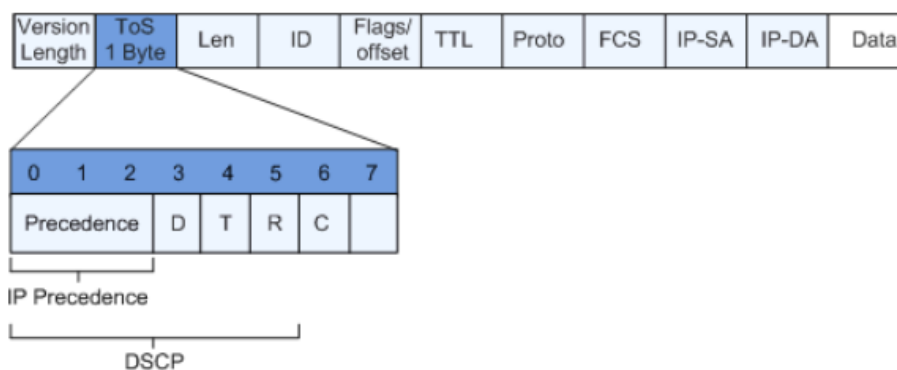 Version Length
ToS 1 Byte
Len
ID
Flags/ offset
TTL
Proto
FCS
IP-SA
IP-DA
Data
0 1 2 3 4 5 6 7
Precedence D T R C
IP Precedence
DSCP